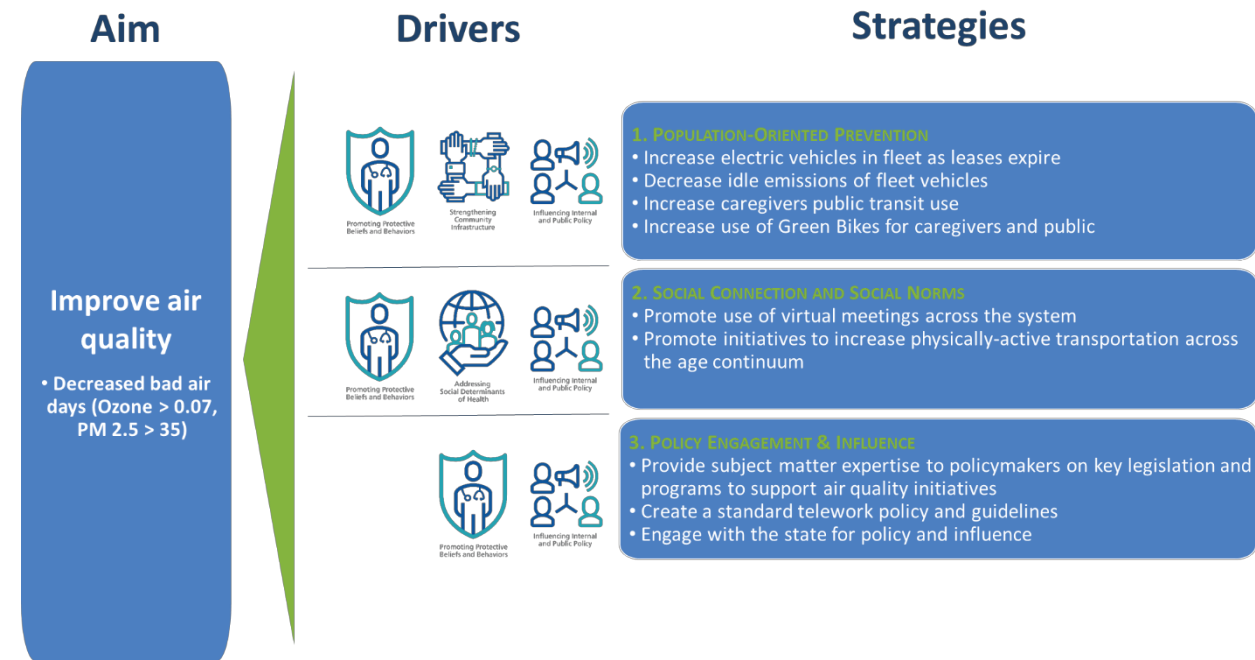 Aim
Drivers
Strategies
Improve air
quality
• Decreased bad air
days (Ozone > 0.07,
PM 2.5 > 35)
Promoting Protective
Beliefs and Behaviors
Strengthening
Community
Infrastructure
Influencing Internal
and Public Policy
1. POPULATION-ORIENTED PREVENTION
• Increase electric vehicles in fleet as leases expire
• Decrease idle emissions of fleet vehicles
• Increase caregivers public transit use
• Increase use of Green Bikes for caregivers and public
Promoting Protective
Beliefs and Behaviors
Addressing
Social Determinants
of Health
Influencing Internal
and Public Policy
2. SOCIAL CONNECTION AND SOCIAL NORMS
• Promote use of virtual meetings across the system
• Promote initiatives to increase physically-active transportation across
the age continuum
Promoting Protective
Beliefs and Behaviors
Influencing Internal
and Public Policy
3. POLICY ENGAGEMENT & INFLUENCE
• Provide subject matter expertise to policymakers on key legislation and
programs to support air quality initiatives
• Create a standard telework policy and guidelines
• Engage with the state for policy and influence